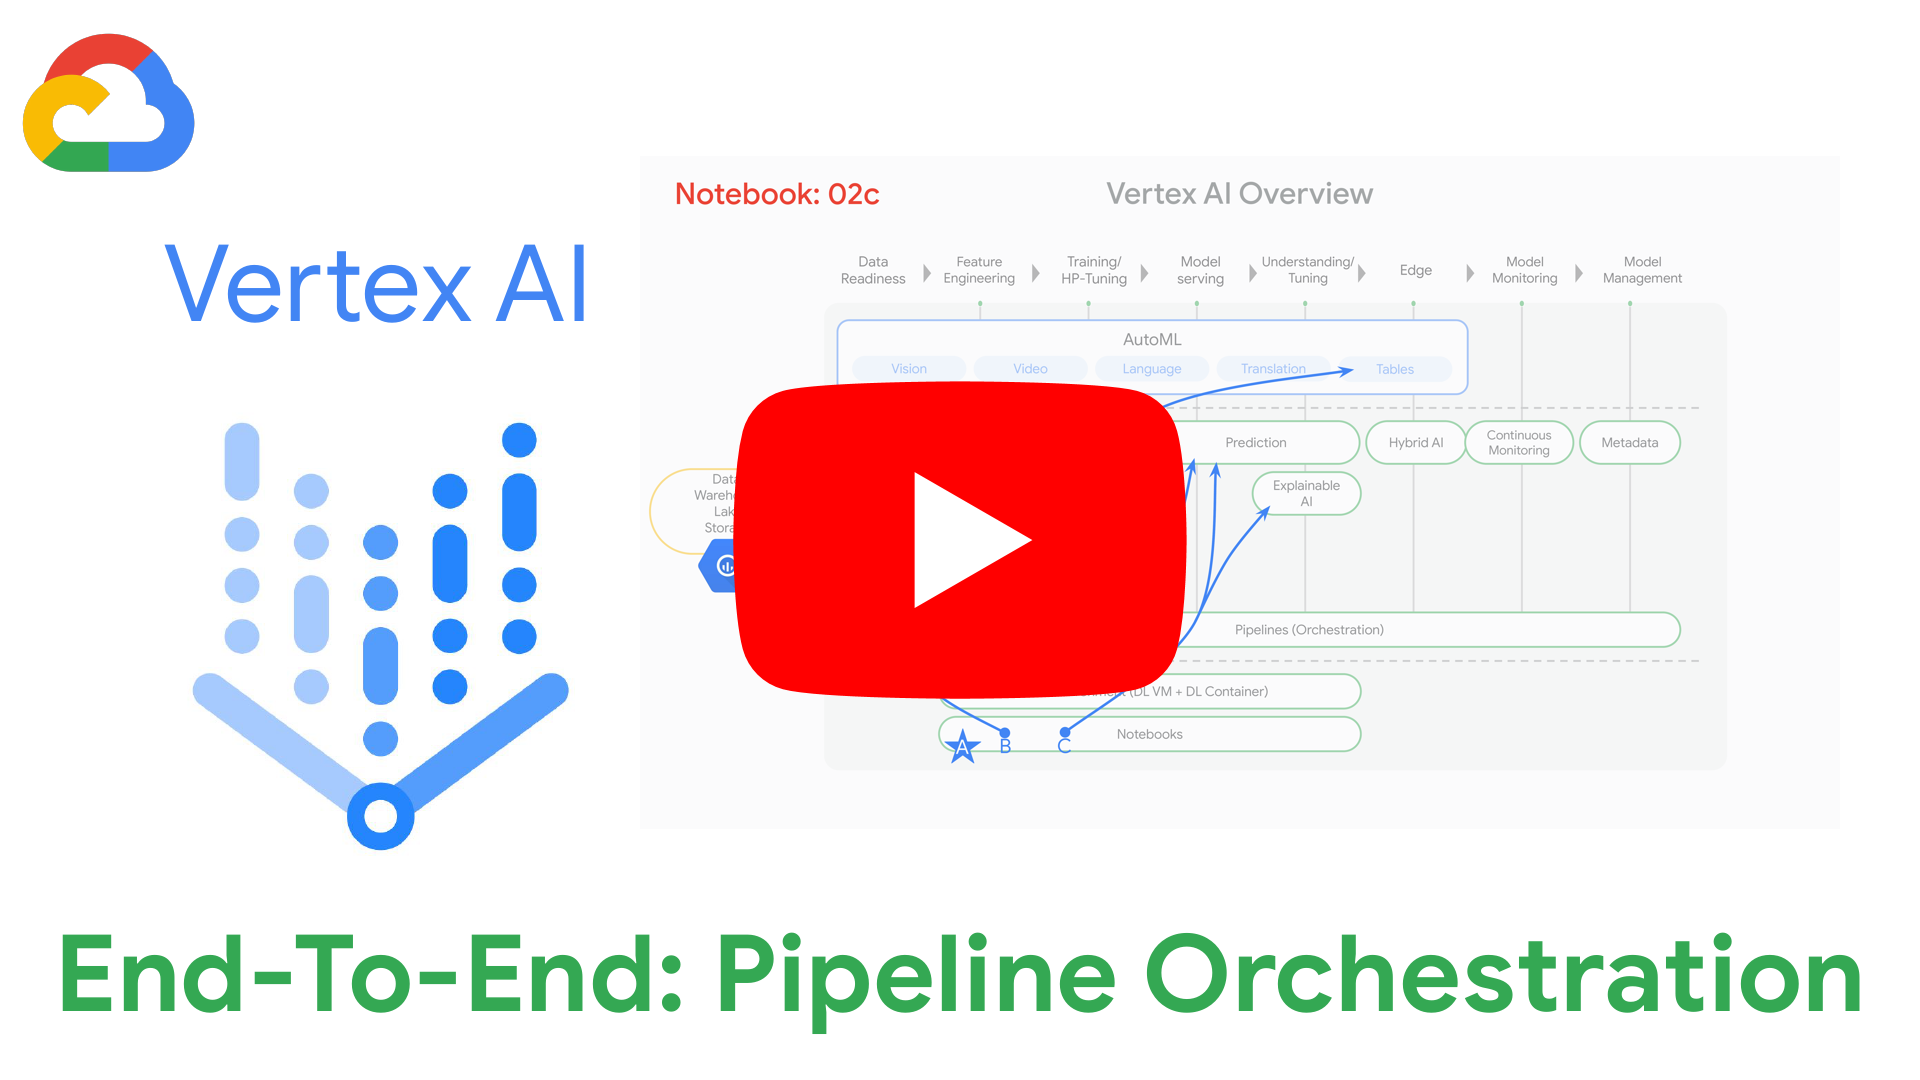 Notebook: 02c
Vertex AI Overview
Vertex AI
Data
Readiness
Feature
Engineering
Training/
HP-Tuning
Model
serving
Understanding/
Tuning
Edge
Model
Monitoring
Model
Management
AutoML
Vision
Video
Language
Translation
Tables
Prediction
Hybrid AI
Continuous
Monitoring
Metadata
Explainable
AI
Pipelines (Orchestration)
(DL VM + DL Container)
Notebooks
A
B
C
End-To-End: Pipeline Orchestration